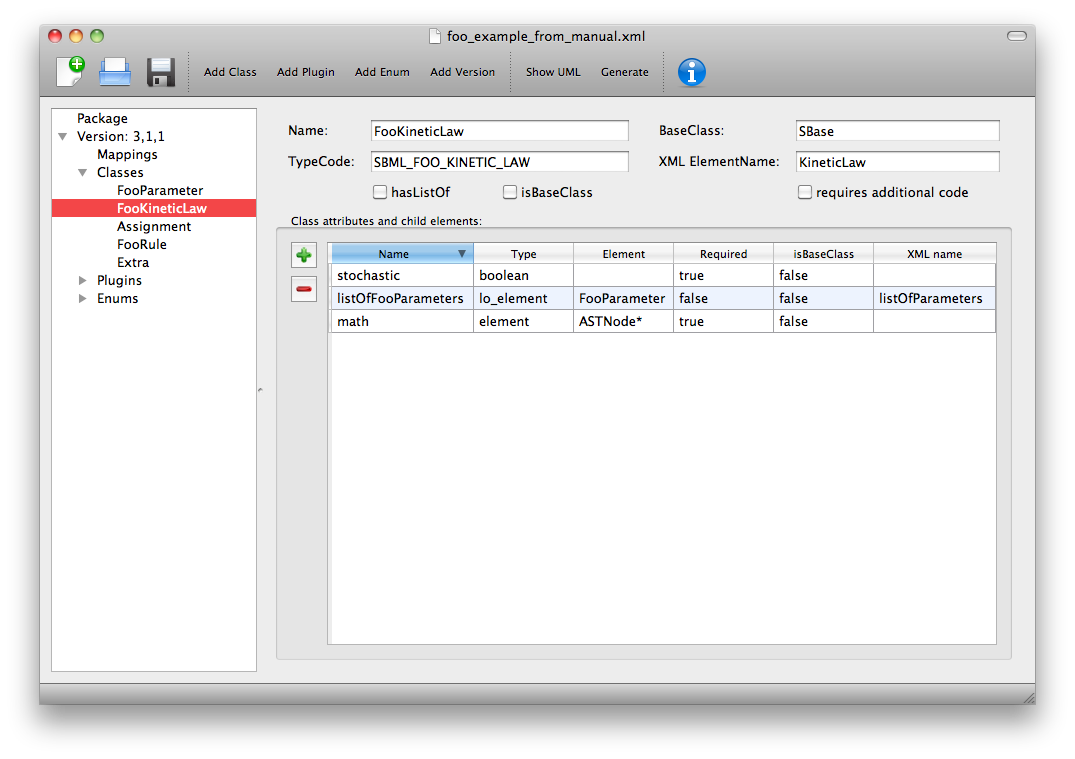 foo_example_from_manual.xml
Add Class Add Plugin Add Enum Add Version Show UML Generate
Package
Version: 3,1,1
Mappings
Classes
FooParameter
FooKineticLaw
Assignment
FooRule
Extra
Plugins
Enums
Name: FooKineticLaw BaseClass: SBase
TypeCode: SBML_FOO_KINETIC_LAW XML ElementName: KineticLaw
hasListOf isBaseClass requires additional code
Class attributes and child elements:
Name Type Element Required isBaseClass XML name
stochastic boolean true false
listOfFooParameters lo_element FooParameter false false listOfParameters
math element ASTNode* true false